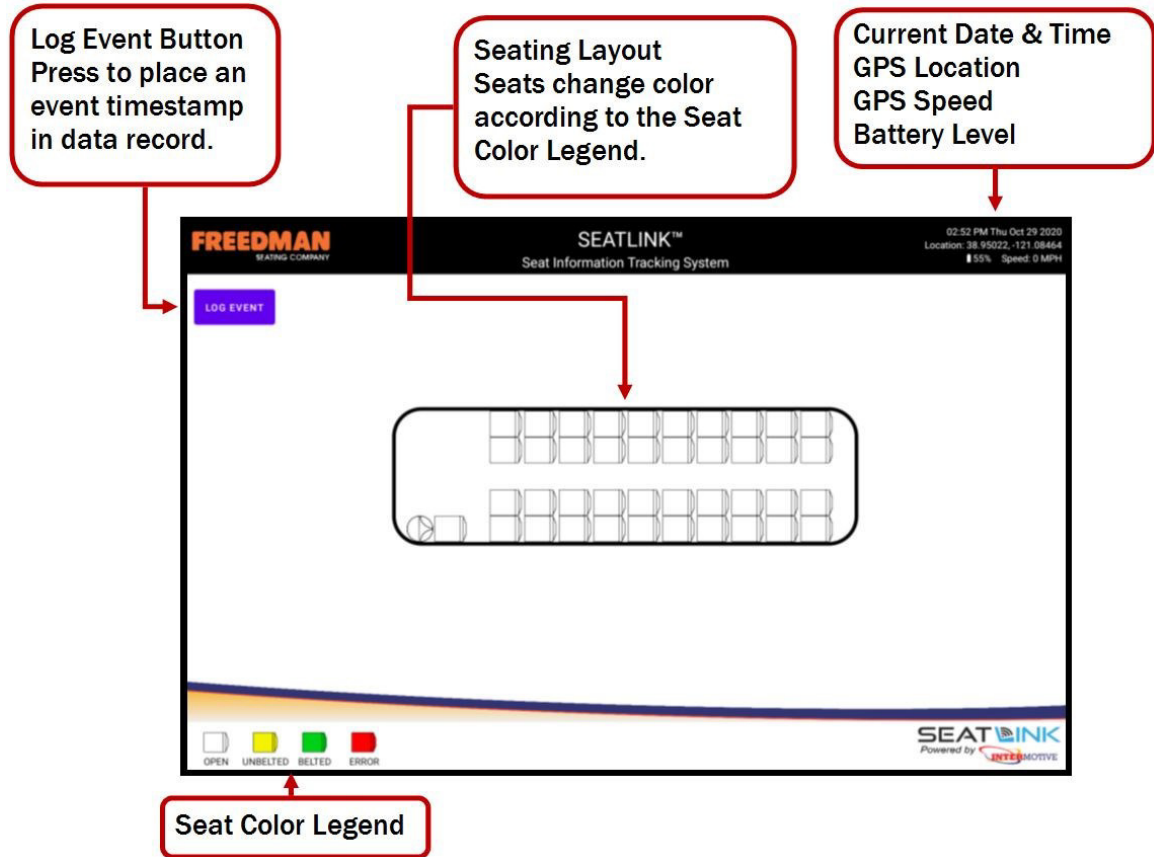 Log Event Button
Press to place an
event timestamp
in data record.
Seating Layout
Seats change color
according to the Seat
Color Legend.
Current Date & Time
GPS Location
GPS Speed
Battery Level
FREEDMAN
SEATING COMPANY
SEATLINK™
Seat Information Tracking System
02:52 PM Thu Oct 29 2020
Location: 38.95022, -121.08464
55% Speed: 0 MPH
LOG EVENT
OPEN UNBELTED BELTED ERROR
SEATLINK
Powered by INTERMOTIVE
Seat Color Legend